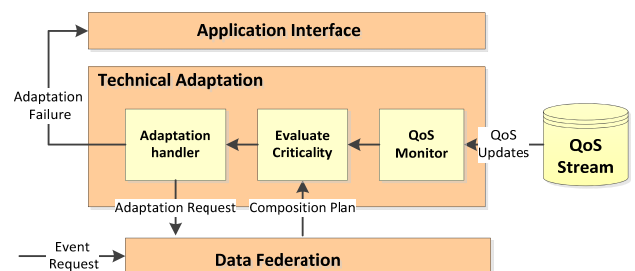 Application Interface
Technical Adaptation
Adaptation
Failure
Adaptation
handler
Evaluate
Criticality
QoS
Monitor
QoS
Updates
QoS
Stream
Adaptation Request
Composition Plan
Event
Request
Data Federation